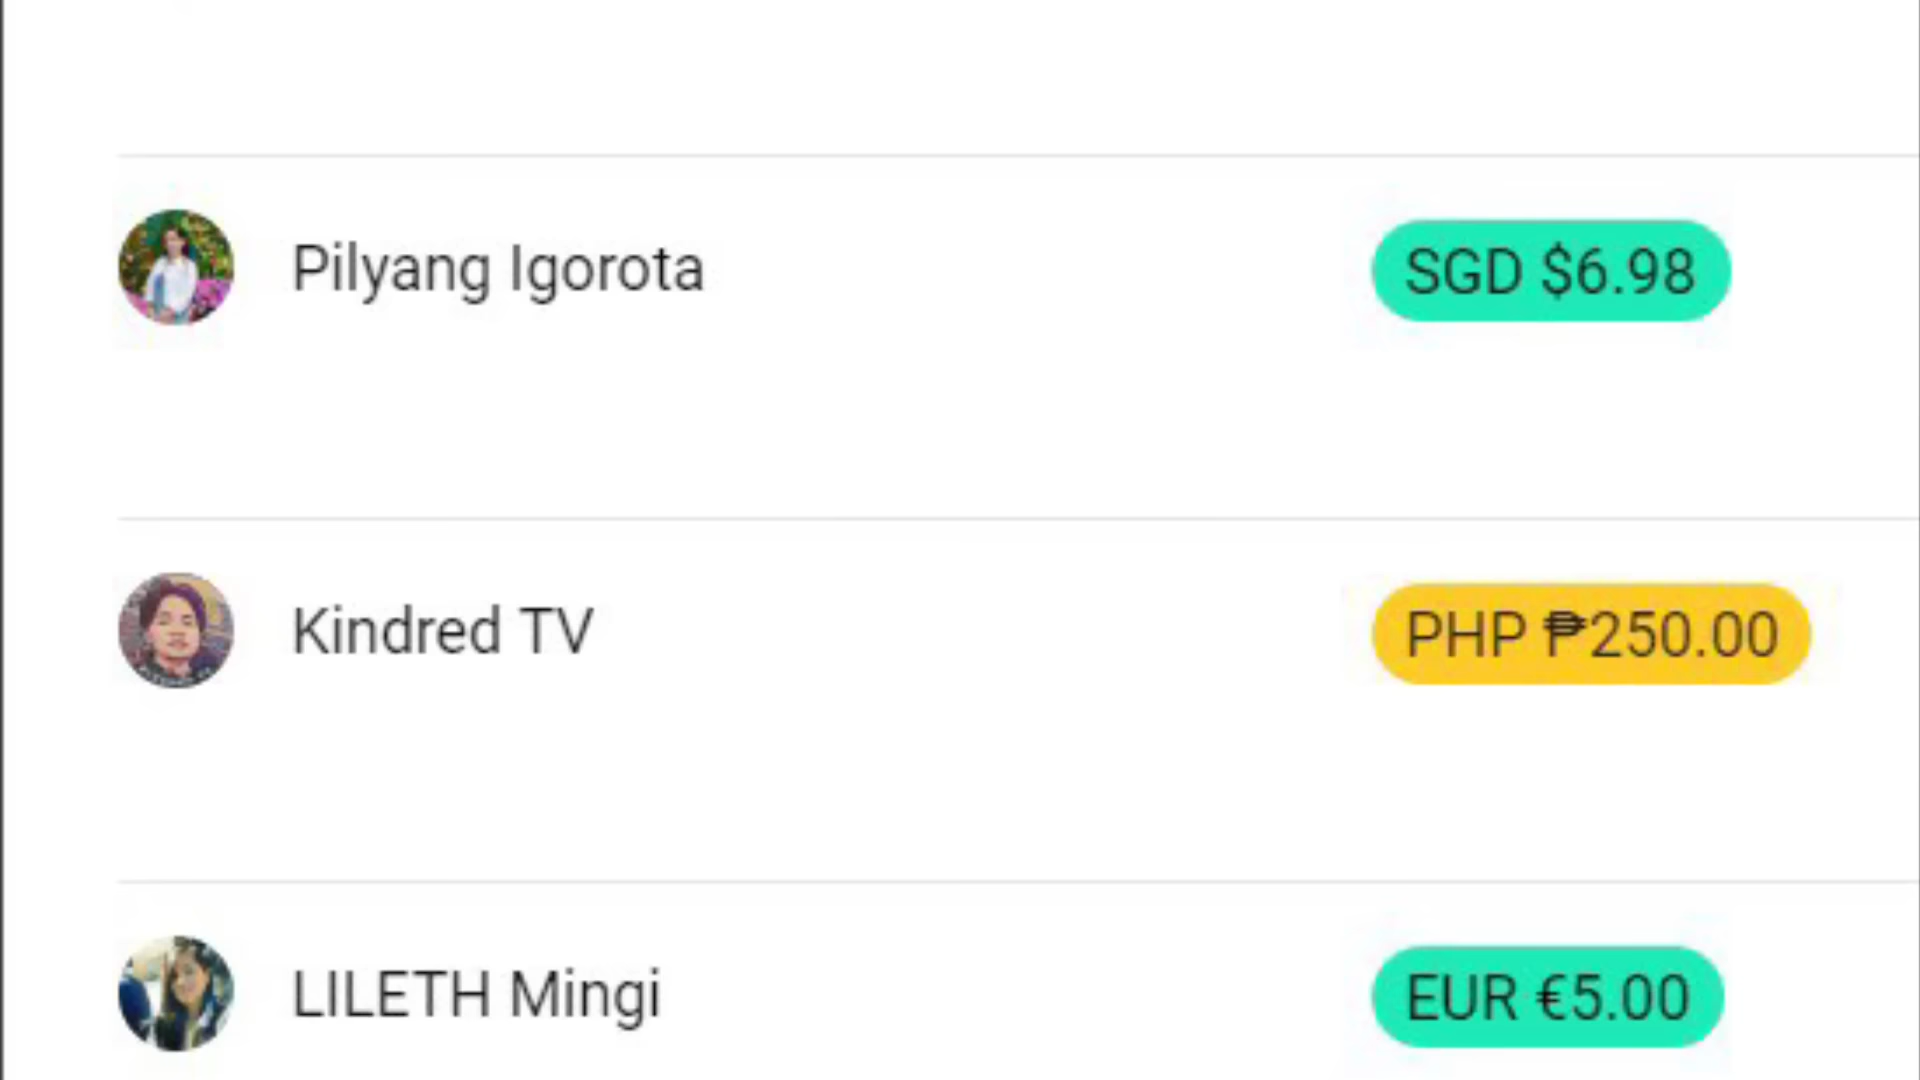 Pilyang Igorota SGD $6.98
Kindred TV PHP ₱250.00
LILETH Mingi EUR €5.00